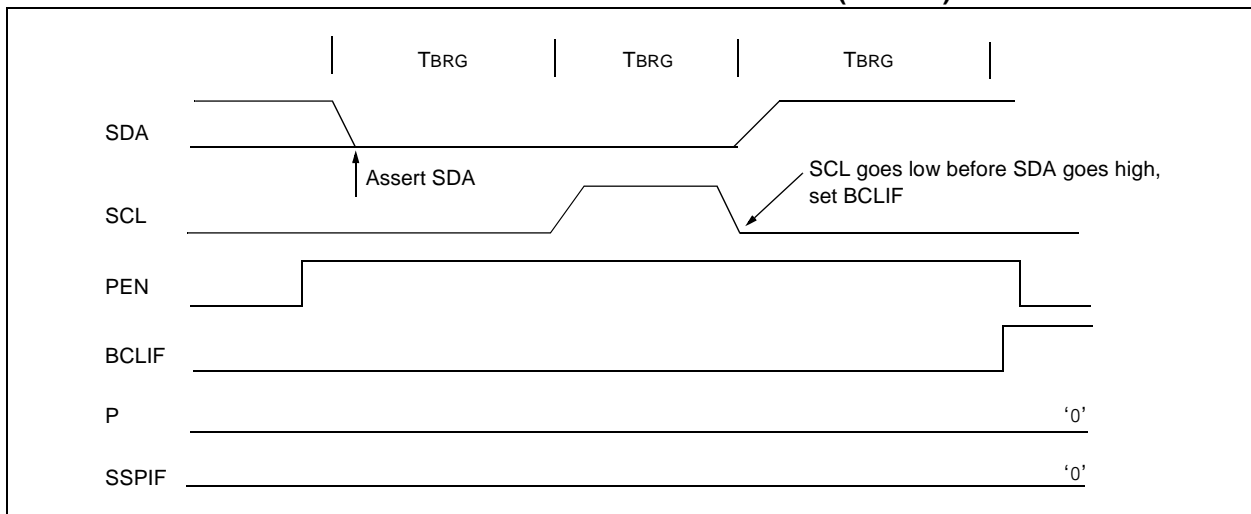 TBRG TBRG TBRG
SDA
Assert SDA
SCL goes low before SDA goes high,
set BCLIF
SCL
PEN
BCLIF
P '0'
SSPIF '0'